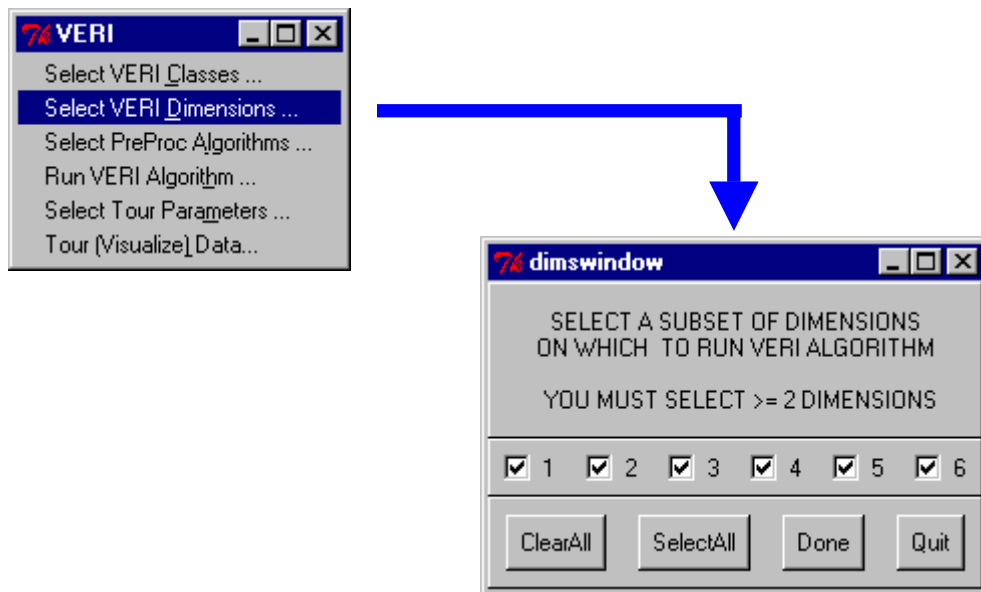 VERI
Select VERI Classes ...
Select VERI Dimensions ...
Select PreProc Algorithms ...
Run VERI Algorithm ...
Select Tour Parameters ...
Tour (Visualize) Data...
dimswindow
SELECT A SUBSET OF DIMENSIONS
ON WHICH TO RUN VERI ALGORITHM
YOU MUST SELECT >= 2 DIMENSIONS
1 2 3 4 5 6
ClearAll SelectAll Done Quit